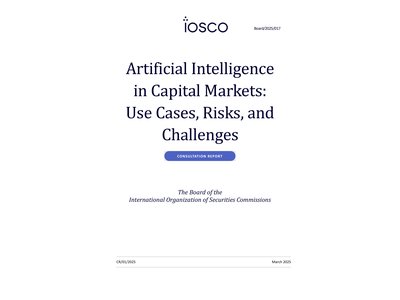 iosco
Board/2025/017
Artificial Intelligence
in Capital Markets:
Use Cases, Risks, and
Challenges
CONSULTATION REPORT
The Board of the
International Organization of Securities Commissions
CR/01/2025
March 2025